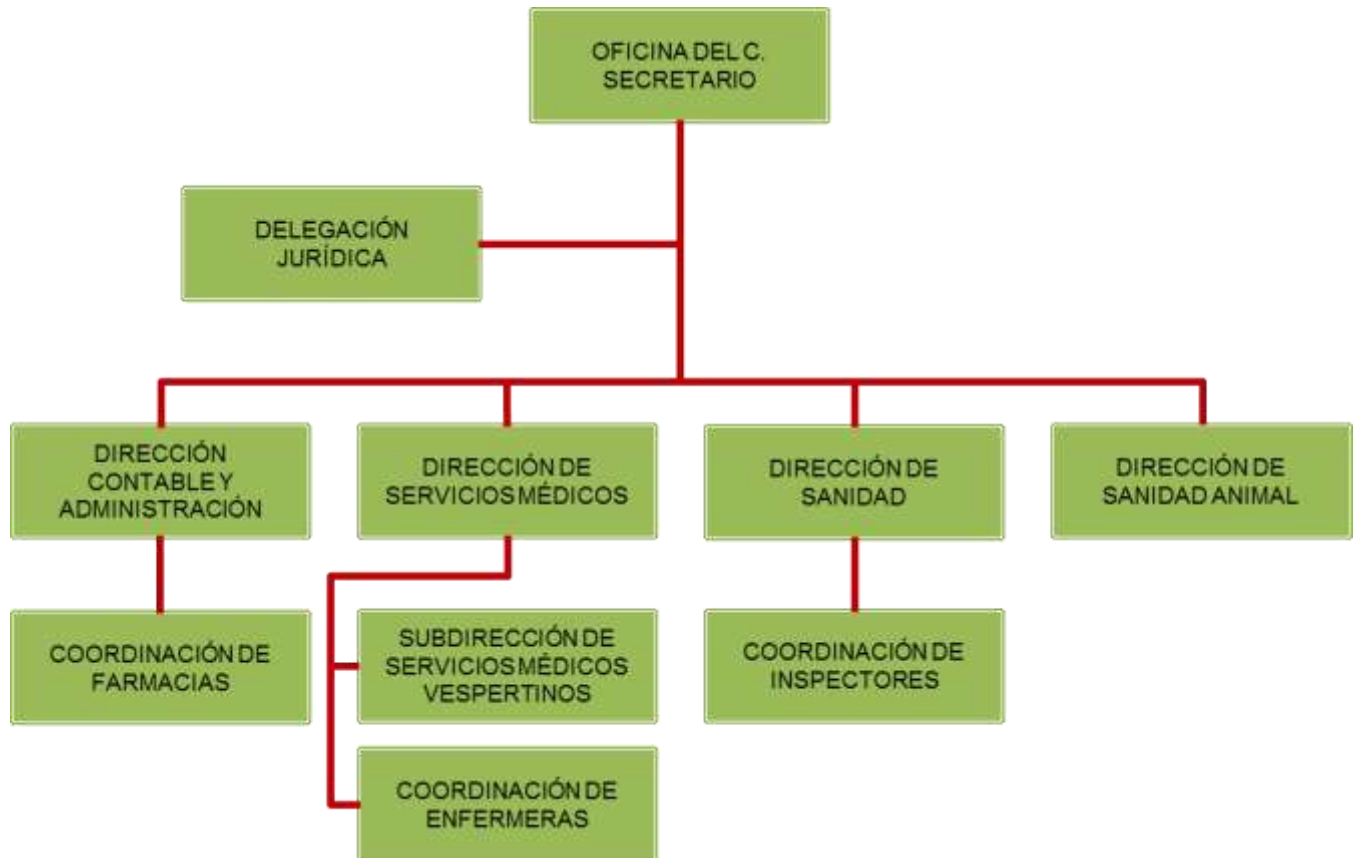 OFICINA DEL C.
SECRETARIO
DELEGACIÓN
JURÍDICA
DIRECCIÓN
CONTABLE Y
ADMINISTRACIÓN
DIRECCIÓN DE
SERVICIOS MÉDICOS
DIRECCIÓN DE
SANIDAD
DIRECCIÓN DE
SANIDAD ANIMAL
COORDINACIÓN DE
FARMACIAS
SUBDIRECCIÓN DE
SERVICIOS MÉDICOS
VESPERTINOS
COORDINACIÓN DE
INSPECTORES
COORDINACIÓN DE
ENFERMERAS